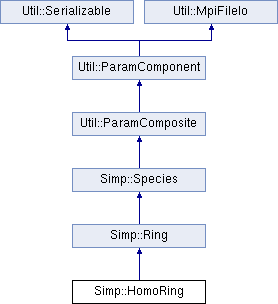 Util::Serializable Util::MpiFileIo
Util::ParamComponent
Util::ParamComposite
Simp::Species
Simp::Ring
Simp::HomoRing